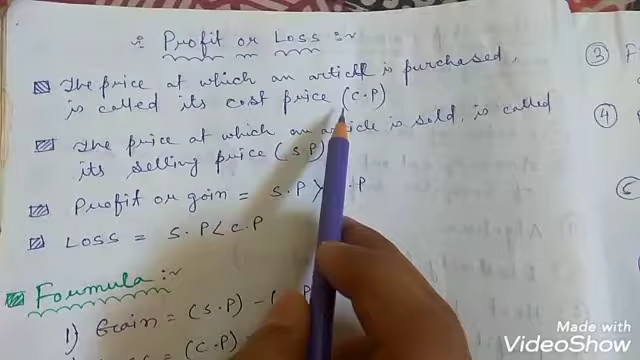 : Profit or Loss :~
The price at which an article is purchased,
is called its cost price (C.P)
The price at which an article is sold, is called
its selling price (S.P)
Profit or gain = S.P > .P
Loss = S.P < C.P
Formula :~
1) Gain = (S.P) - (
= (C.P)
3
4
Made with
VideoShow